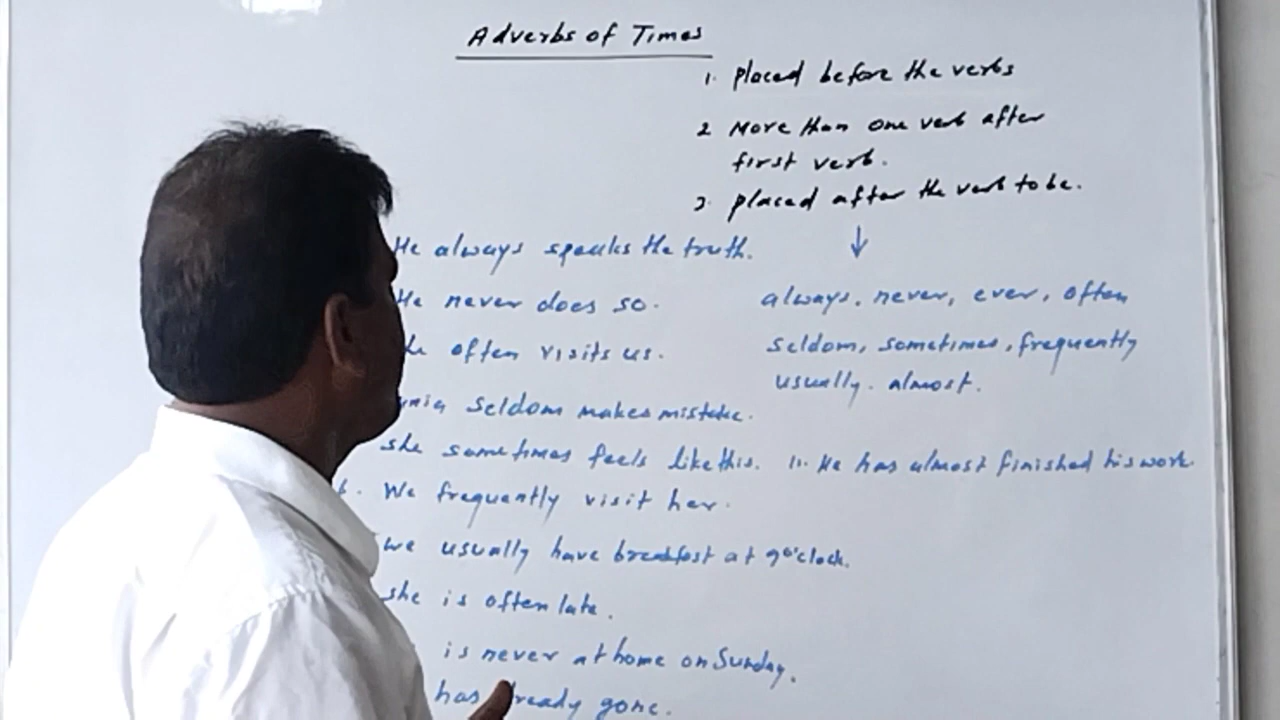 Adverbs of Times
1. placed before the verbs
2 More than one verb after
first verb.
3. placed after the verb to be.
He always speaks the truth.
He never does so.
often visits us.
seldom makes mistake.
she sometimes feels like this.
6. We frequently visit her.
we usually have breakfast at 9o'clock.
she is often late.
is never at home on Sunday.
has already gone.
always, never, ever, often
seldom, sometimes, frequently
usually. almost.
11. He has almost finished his work.